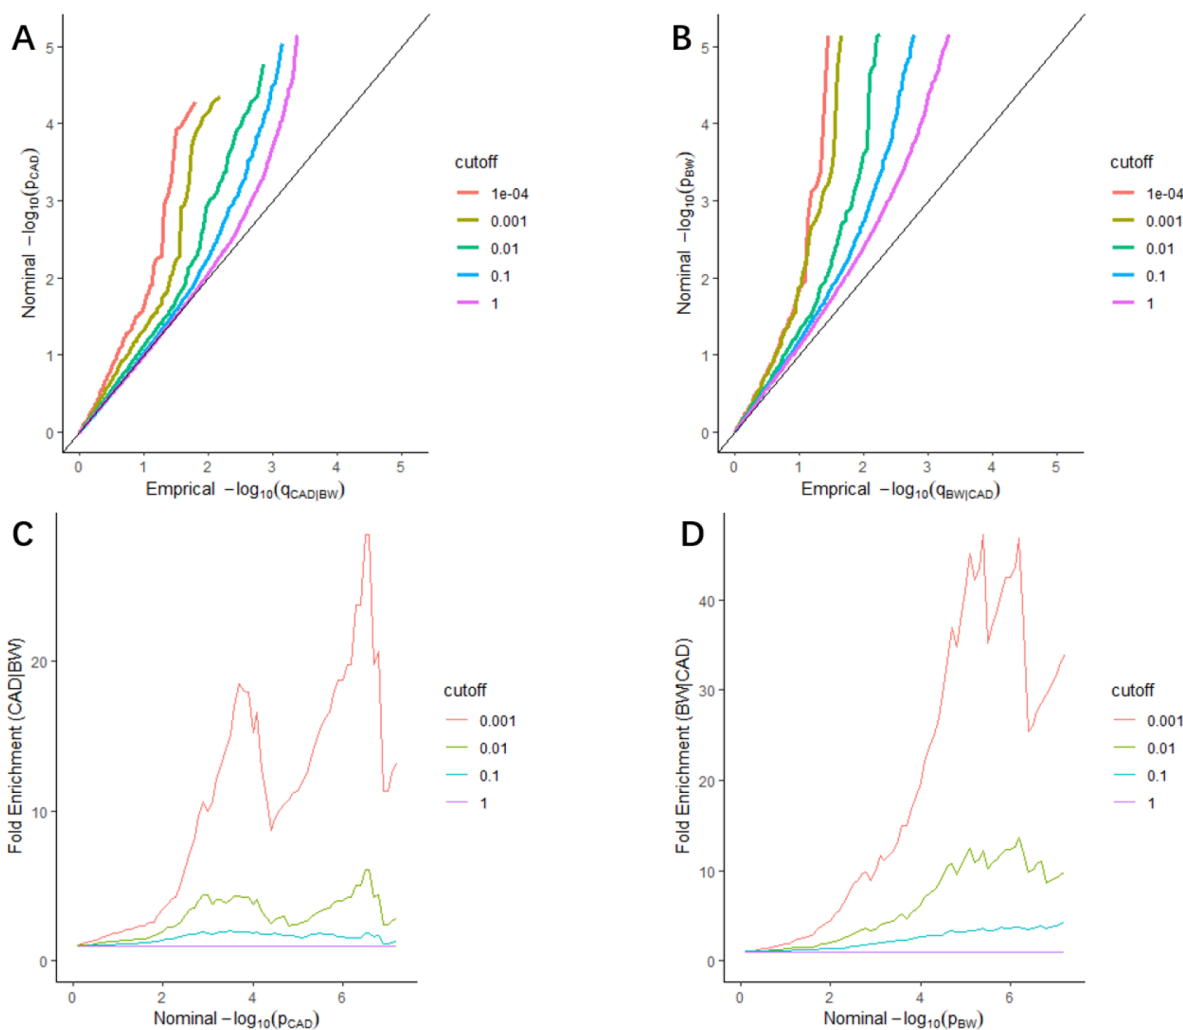 A
5
4
3
2
1
0
Nominal −log10(pCAD)
0 1 2 3 4 5
Emprical −log10(qCAD|BW)
cutoff
1e-04
0.001
0.01
0.1
1
B
5
4
3
2
1
0
Nominal −log10(pBW)
0 1 2 3 4 5
Emprical −log10(qBW|CAD)
cutoff
1e-04
0.001
0.01
0.1
1
C
20
10
0
Fold Enrichment (CAD|BW)
0 2 4 6
Nominal −log10(pCAD)
cutoff
0.001
0.01
0.1
1
D
40
30
20
10
0
Fold Enrichment (BW|CAD)
0 2 4 6
Nominal −log10(pBW)
cutoff
0.001
0.01
0.1
1